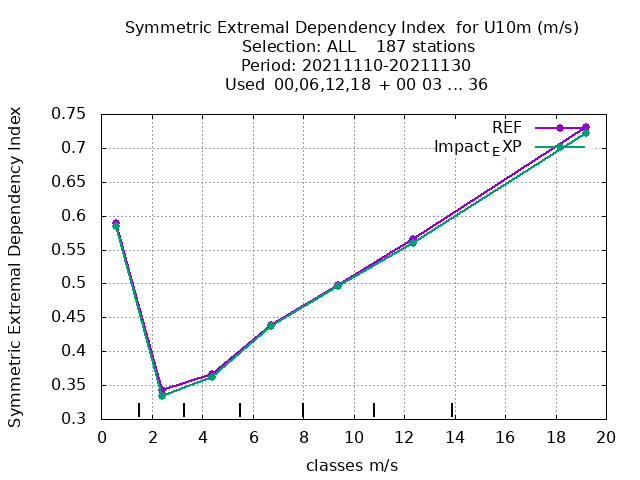 Symmetric Extremal Dependency Index for U10m (m/s)
Selection: ALL 187 stations
Period: 20211110-20211130
Used 00,06,12,18 + 00 03 ... 36
Symmetric Extremal Dependency Index
0.75
0.7
0.65
0.6
0.55
0.5
0.45
0.4
0.35
0.3
REF
Impact_EXP
0 2 4 6 8 10 12 14 16 18 20
classes m/s